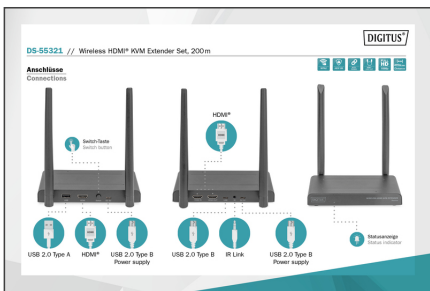 DIGITUS®
DS-55321 // Wireless HDMI® KVM Extender Set, 200m
Anschlüsse
Connections
HDMI®
Switch-Taste
Switch button
Statusanzeige
Status indicator
USB 2.0 Type A
HDMI®
USB 2.0 Type B
Power supply
USB 2.0 Type B
IR Link
USB 2.0 Type B
Power supply